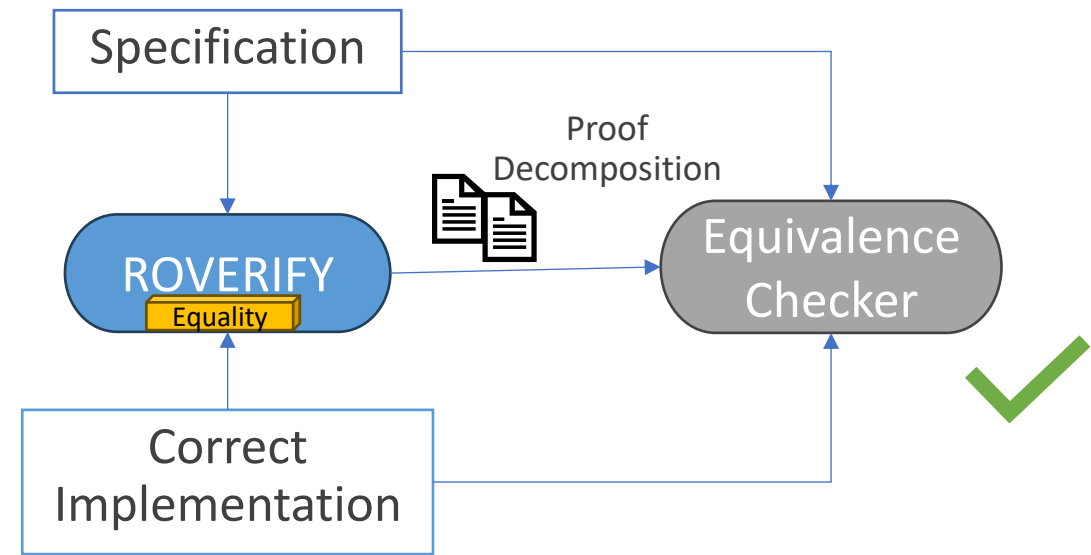 Specification
Proof
Decomposition
ROVERIFY
Equality
Equivalence
Checker
Correct
Implementation